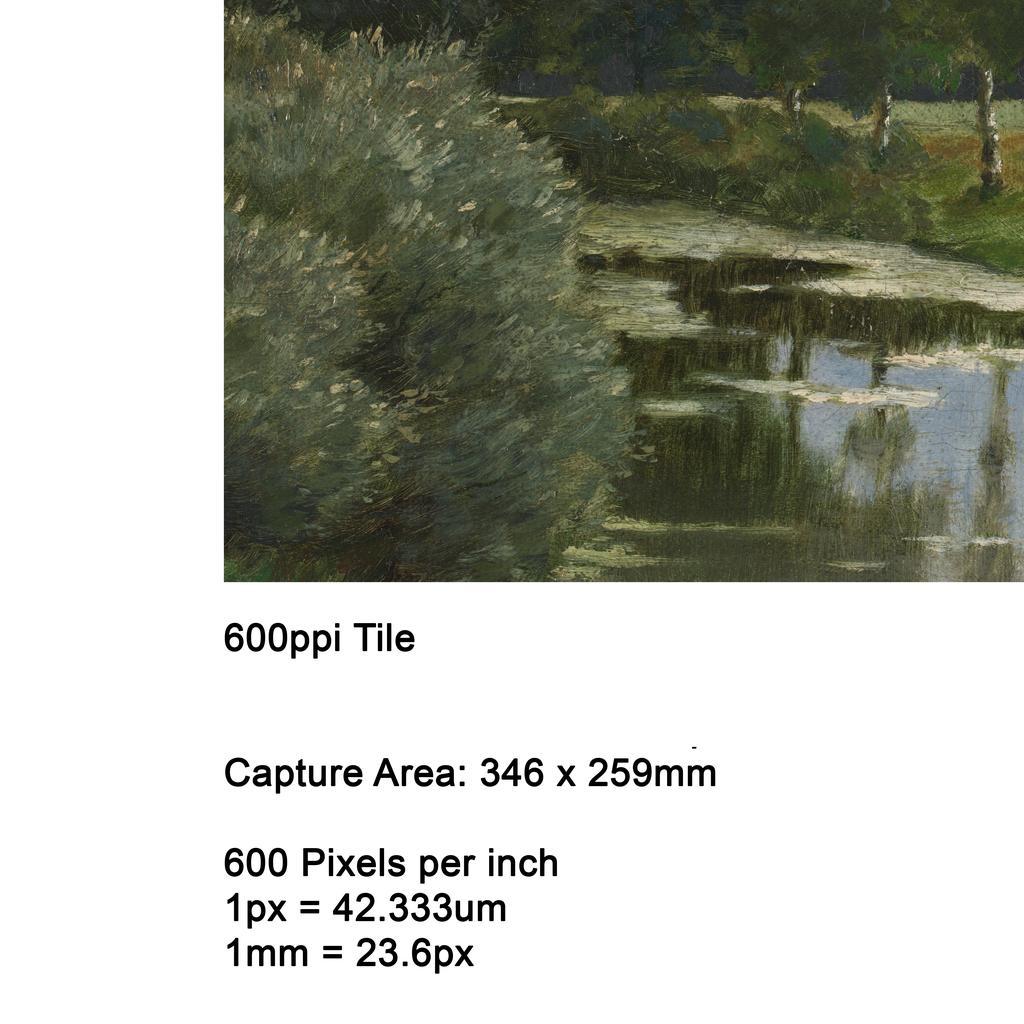 600ppi Tile
Capture Area: 346 x 259mm
600 Pixels per inch
1px = 42.333um
1mm = 23.6px